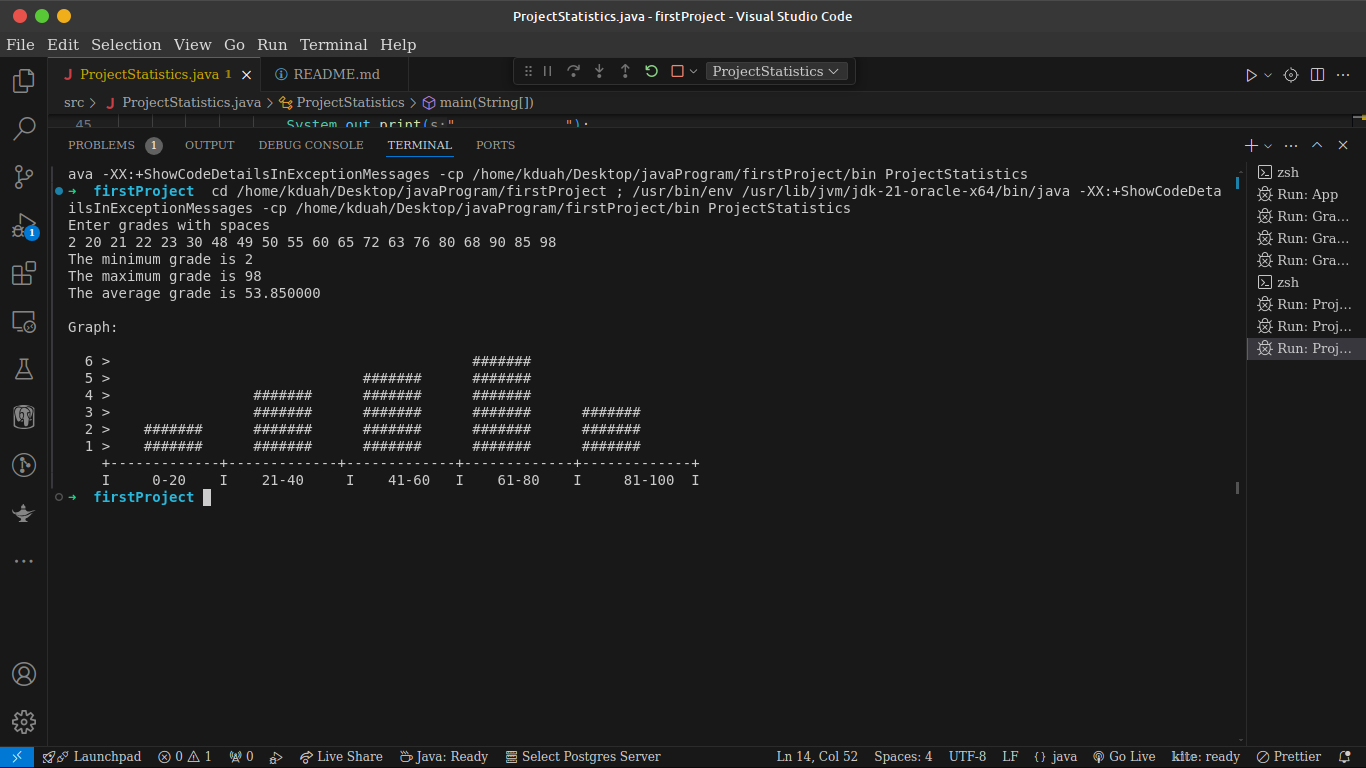 ProjectStatistics.java - firstProject - Visual Studio Code
File Edit Selection View Go Run Terminal Help
ProjectStatistics.java 1 README.md ProjectStatistics
src > ProjectStatistics.java > ProjectStatistics > main(String[])
45 System.out.print(s:" ");
PROBLEMS 1 OUTPUT DEBUG CONSOLE TERMINAL PORTS
ava -XX:+ShowCodeDetailsInExceptionMessages -cp /home/kduah/Desktop/javaProgram/firstProject/bin ProjectStatistics
➜  firstProject  cd /home/kduah/Desktop/javaProgram/firstProject ; /usr/bin/env /usr/lib/jvm/jdk-21-oracle-x64/bin/java -XX:+ShowCodeDeta
ilsInExceptionMessages -cp /home/kduah/Desktop/javaProgram/firstProject/bin ProjectStatistics
Enter grades with spaces
2 20 21 22 23 30 48 49 50 55 60 65 72 63 76 80 68 90 85 98
The minimum grade is 2
The maximum grade is 98
The average grade is 53.850000
Graph:
  6 >                                           #######
  5 >                              #######      #######
  4 >                 #######      #######      #######
  3 >                 #######      #######      #######      #######
  2 >    #######      #######      #######      #######      #######
  1 >    #######      #######      #######      #######      #######
    +-------------+-------------+-------------+-------------+-------------+
    I     0-20    I    21-40     I    41-60   I    61-80    I     81-100  I
➜  firstProject
zsh
Run: App
Run: Gra...
Run: Gra...
Run: Gra...
zsh
Run: Proj...
Run: Proj...
Run: Proj...
1
Launchpad 0 1 0 Live Share Java: Ready Select Postgres Server Ln 14, Col 52 Spaces: 4 UTF-8 LF {} java Go Live kite: ready Prettier